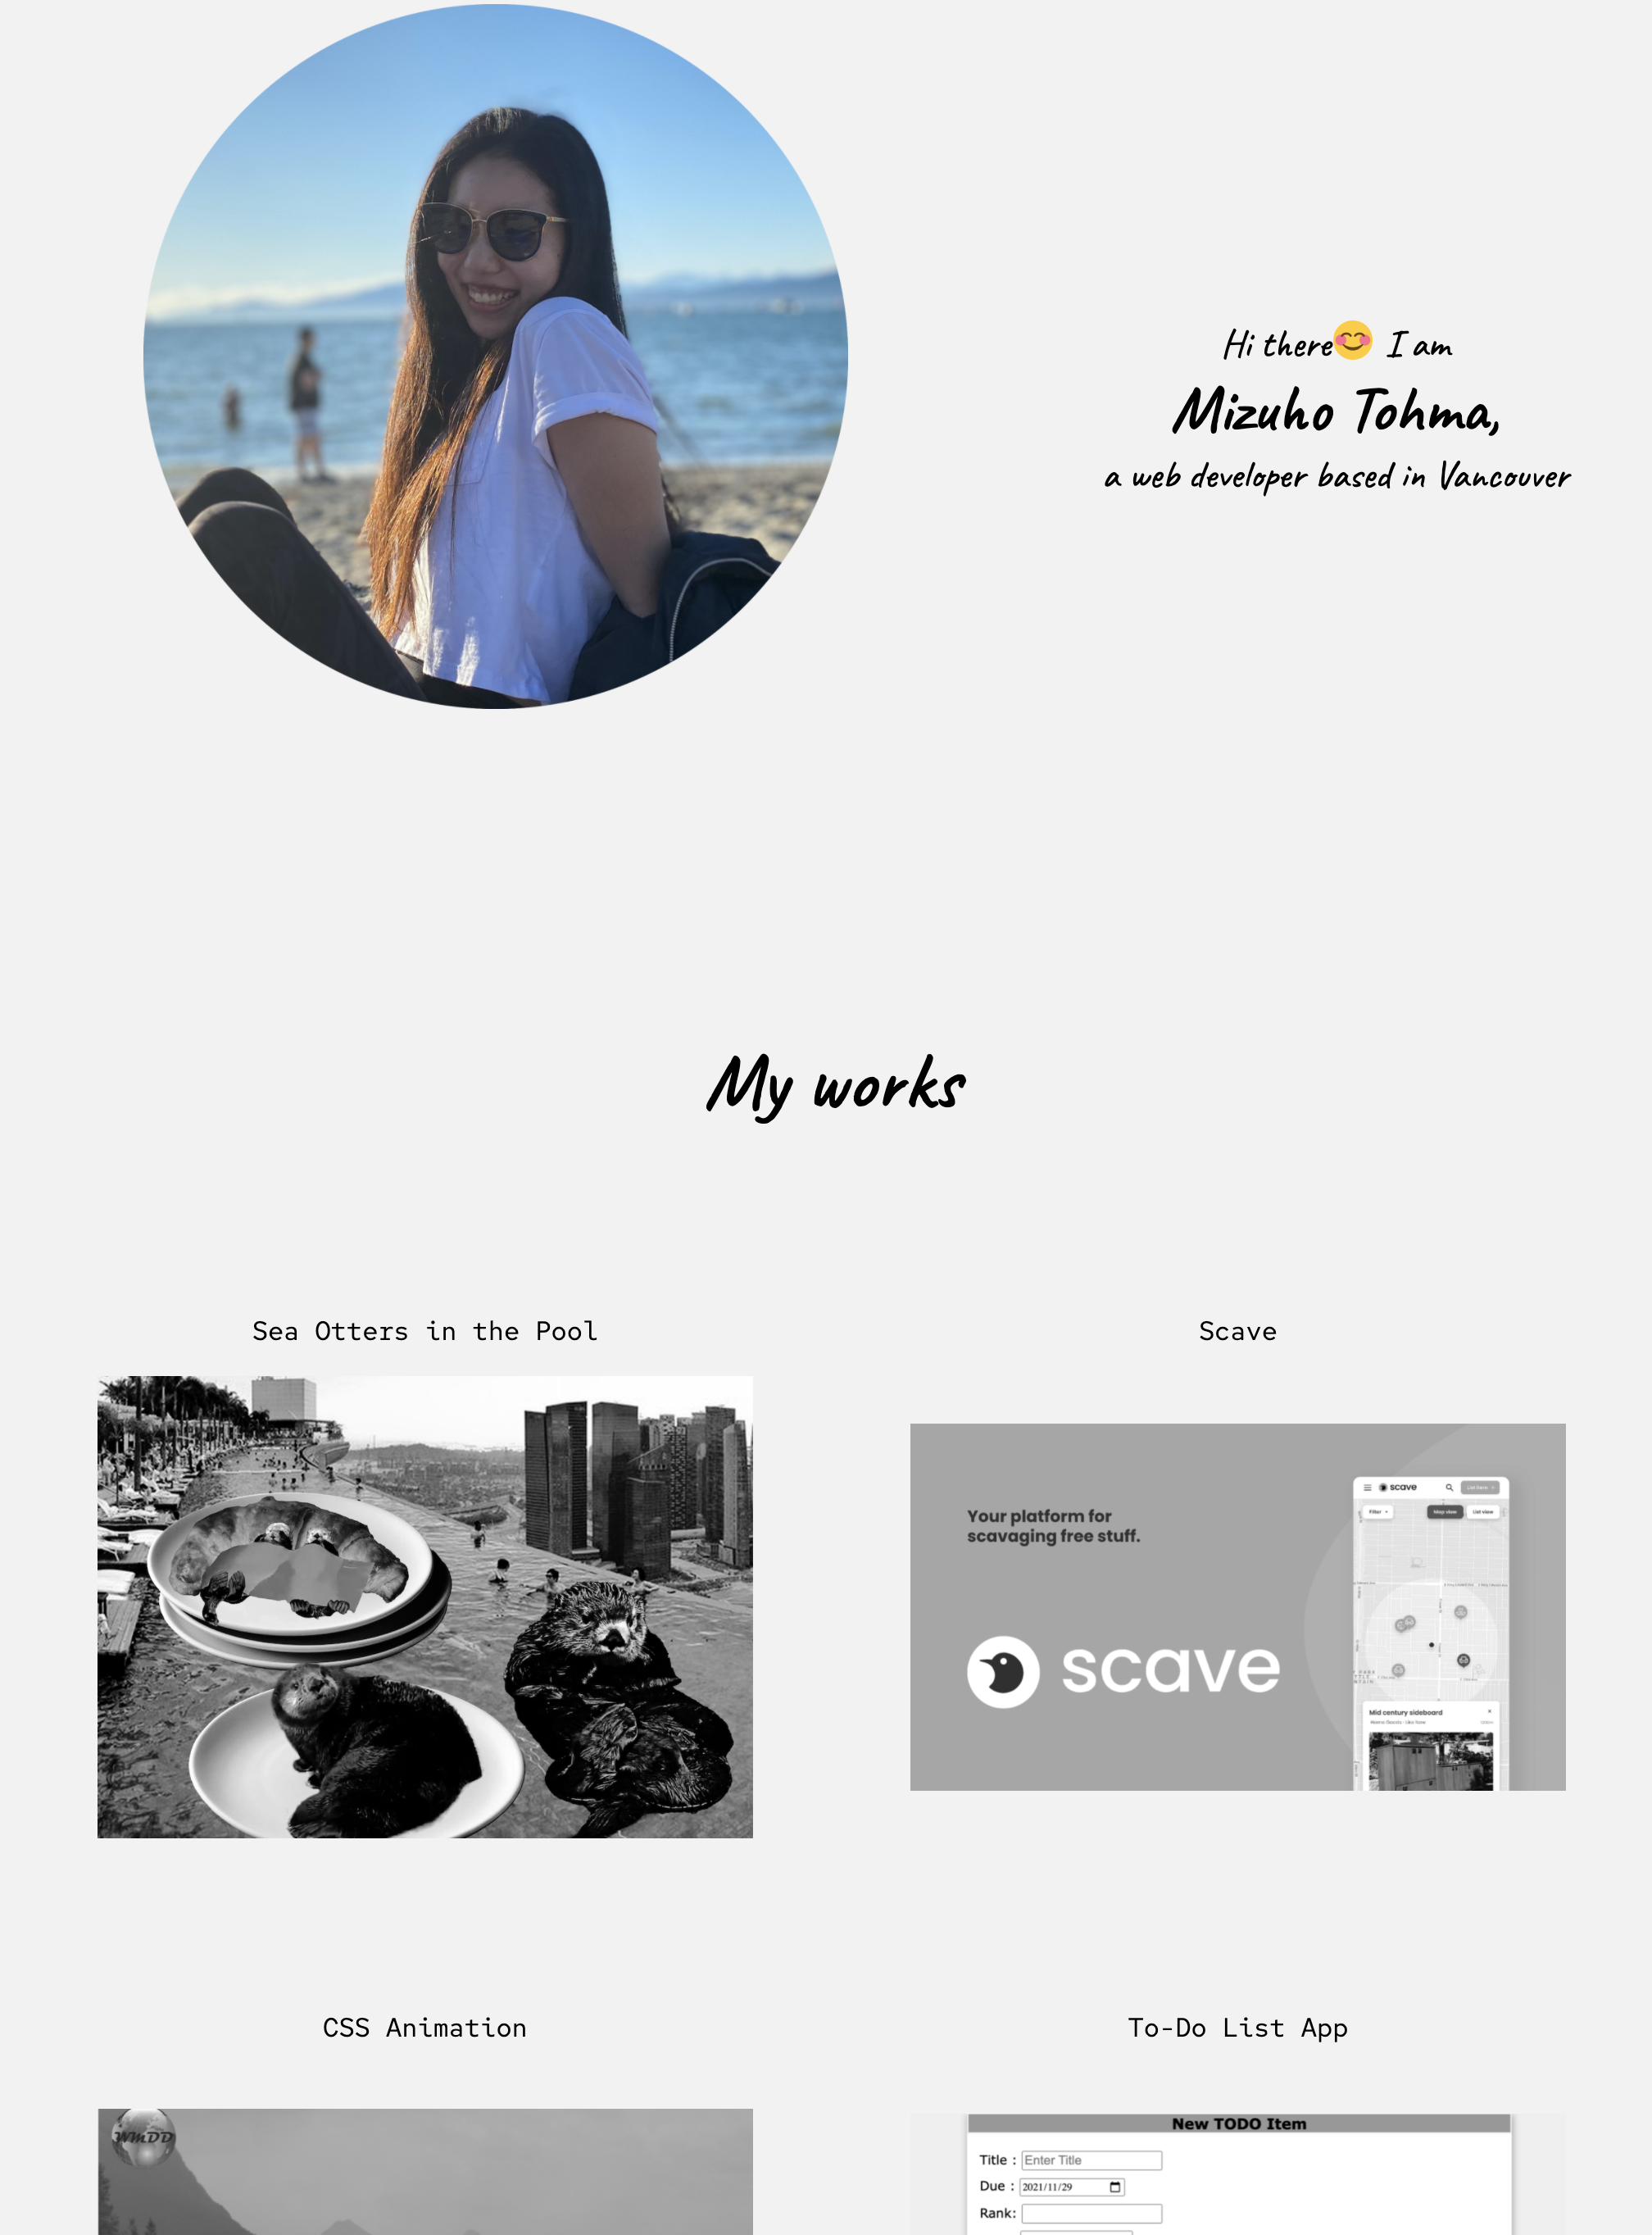 Hi there😊 I am
Mizuho Tohma,
a web developer based in Vancouver
My works
Sea Otters in the Pool
Scave
Your platform for
scavaging free stuff.
scave
scave
List item
Filter
Map view
List view
Mid century sideboard
CSS Animation
To-Do List App
WMDD
New TODO Item
Title :
Enter Title
Due :
2021/11/29
Rank: